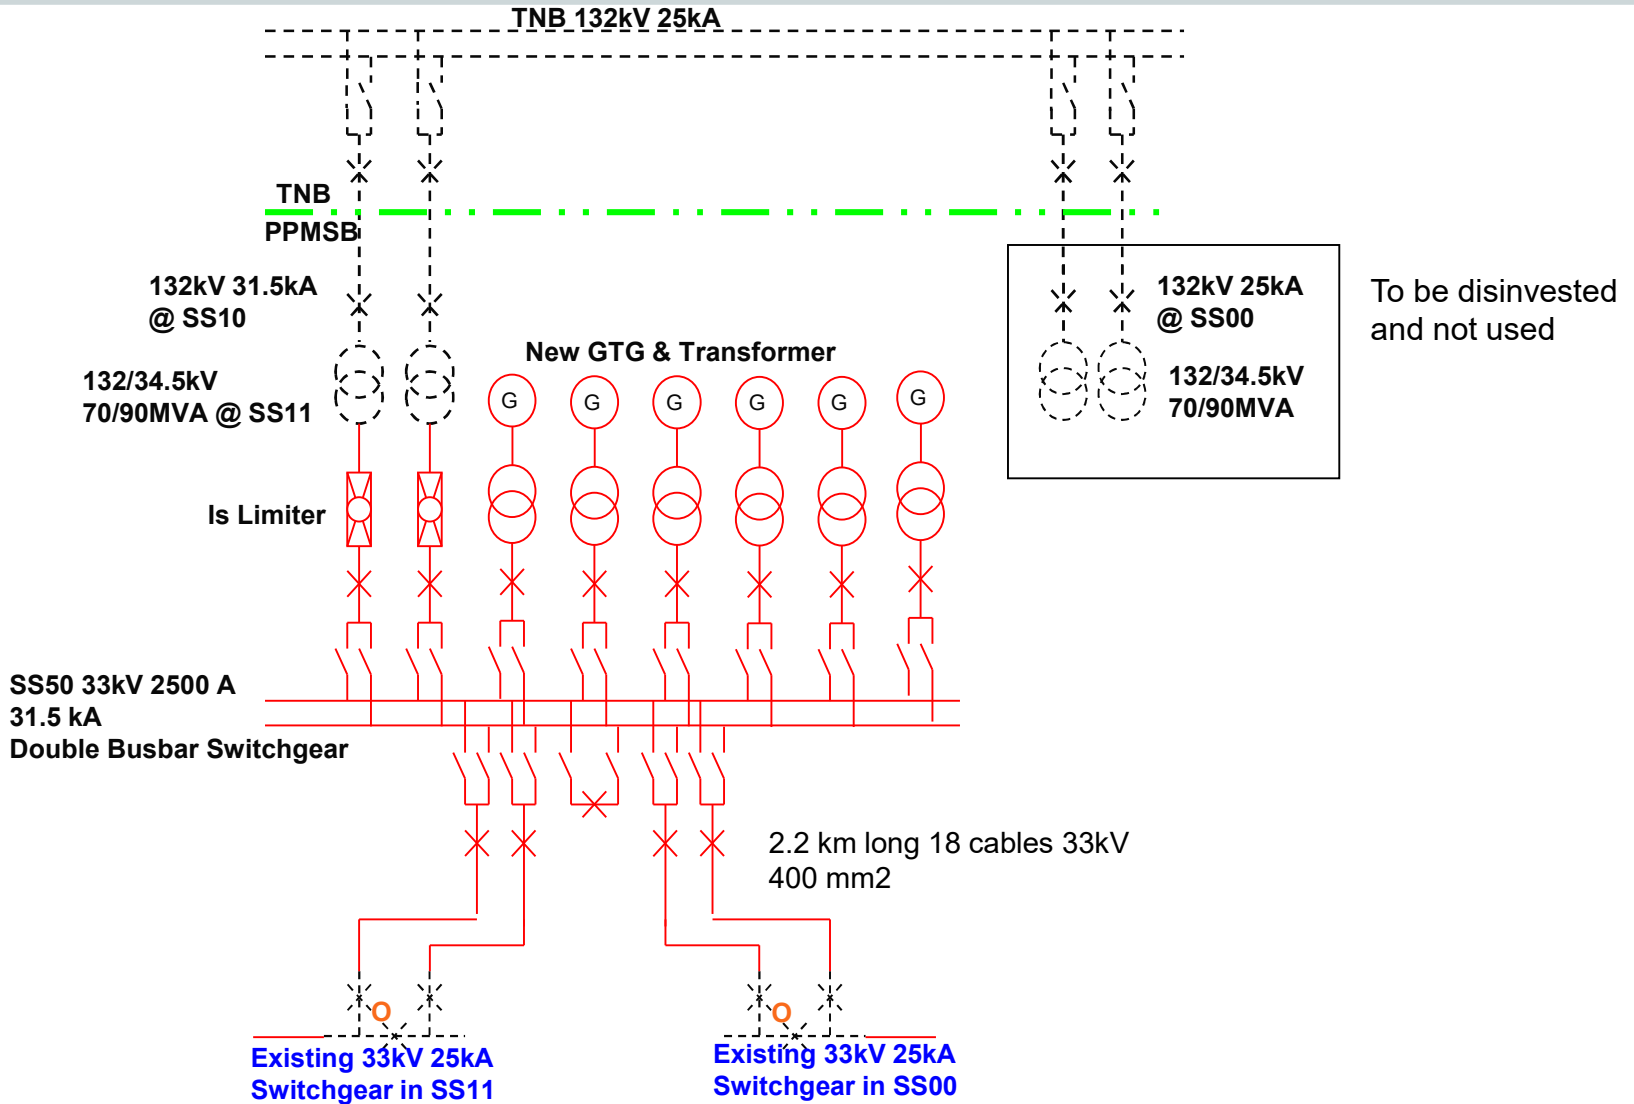 TNB 132kV 25kA
TNB
PPMSB
132kV 31.5kA
@ SS10
132kV 25kA
@ SS00
To be disinvested
and not used
New GTG & Transformer
132/34.5kV
70/90MVA @ SS11
132/34.5kV
70/90MVA
G
G
G
G
G
G
Is Limiter
SS50 33kV 2500 A
31.5 kA
Double Busbar Switchgear
2.2 km long 18 cables 33kV
400 mm2
O
O
Existing 33kV 25kA
Switchgear in SS11
Existing 33kV 25kA
Switchgear in SS00